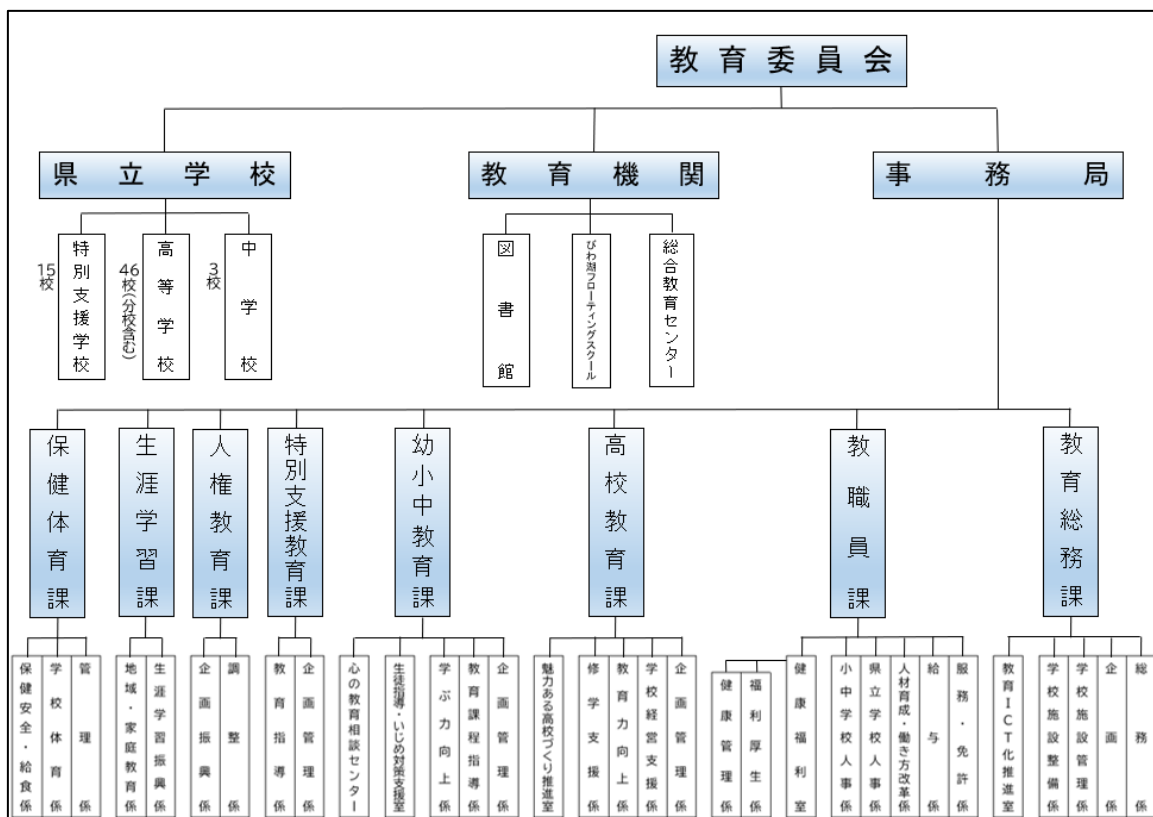 教育委員会
県立学校
教育機関
事務局
特別支援学校
15校
高等学校
46校(分校含む)
中学校
3校
図書館
びわ湖フローティングスクール
総合教育センター
保健体育課
生涯学習課
人権教育課
特別支援教育課
幼小中教育課
高校教育課
教職員課
教育総務課
保健安全・給食係
学校体育係
管理係
地域・家庭教育係
生涯学習振興係
企画振興係
調整係
教育指導係
企画管理係
心の教育相談センター
生徒指導・いじめ対策支援室
学ぶ力向上係
教育課程指導係
企画管理係
魅力ある高校づくり推進室
修学支援係
教育力向上係
学校経営支援係
企画管理係
健康管理係
福利厚生係
健康福利室
小中学校人事係
県立学校人事係
人材育成・働き方改革係
給与係
服務・免許係
教育ICT化推進室
学校施設整備係
学校施設管理係
企画係
総務係